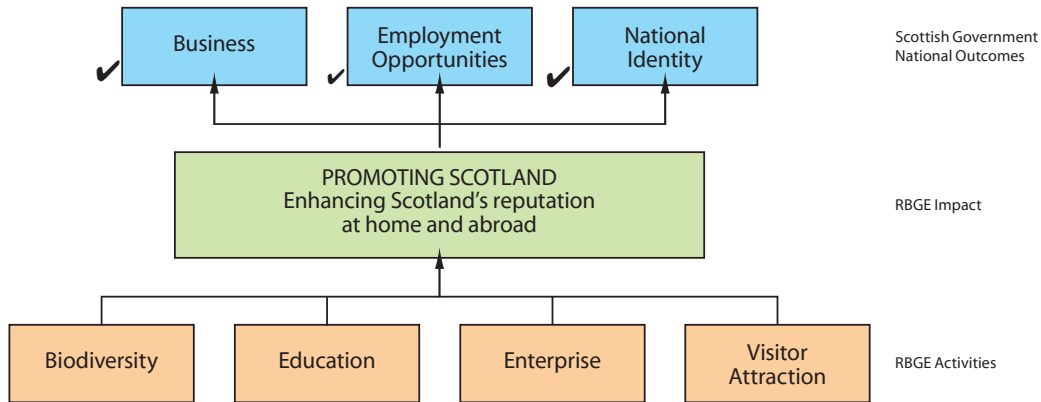 Business
Employment
Opportunities
National
Identity
Scottish Government
National Outcomes
PROMOTING SCOTLAND
Enhancing Scotland's reputation
at home and abroad
RBGE Impact
Biodiversity
Education
Enterprise
Visitor
Attraction
RBGE Activities